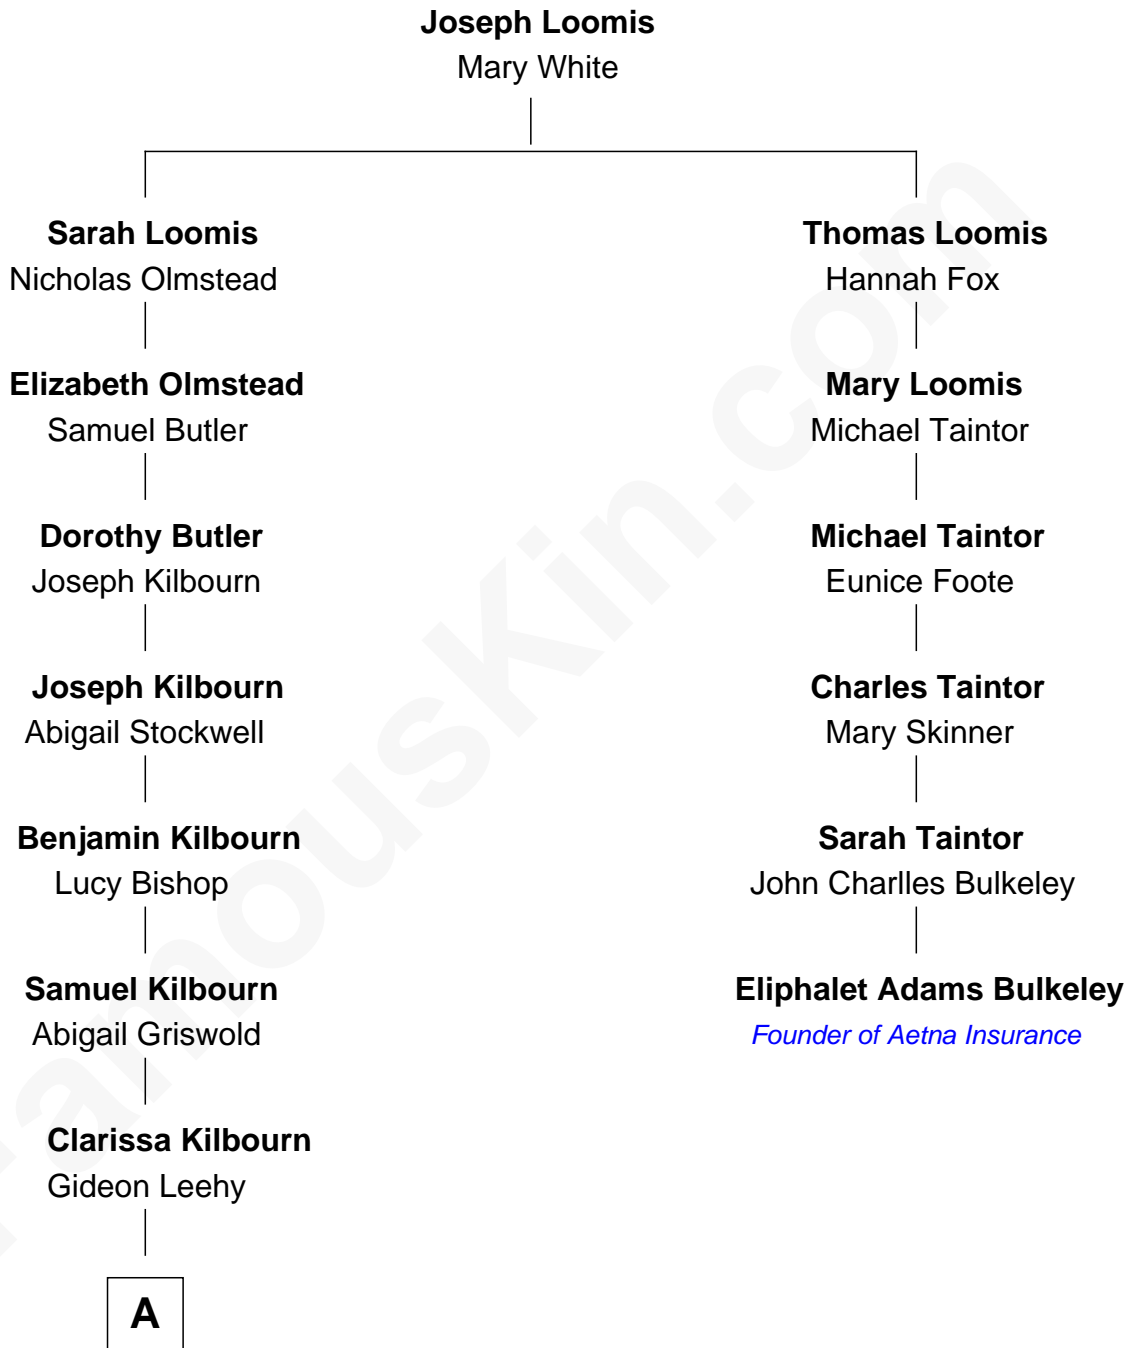 Joseph Loomis
Mary White
Sarah Loomis
Nicholas Olmstead
Elizabeth Olmstead
Samuel Butler
Dorothy Butler
Joseph Kilbourn
Joseph Kilbourn
Abigail Stockwell
Benjamin Kilbourn
Lucy Bishop
Samuel Kilbourn
Abigail Griswold
Clarissa Kilbourn
Gideon Leehy
A
Thomas Loomis
Hannah Fox
Mary Loomis
Michael Taintor
Michael Taintor
Eunice Foote
Charles Taintor
Mary Skinner
Sarah Taintor
John Charlles Bulkeley
Eliphalet Adams Bulkeley
Founder of Aetna Insurance
FamousKin.com